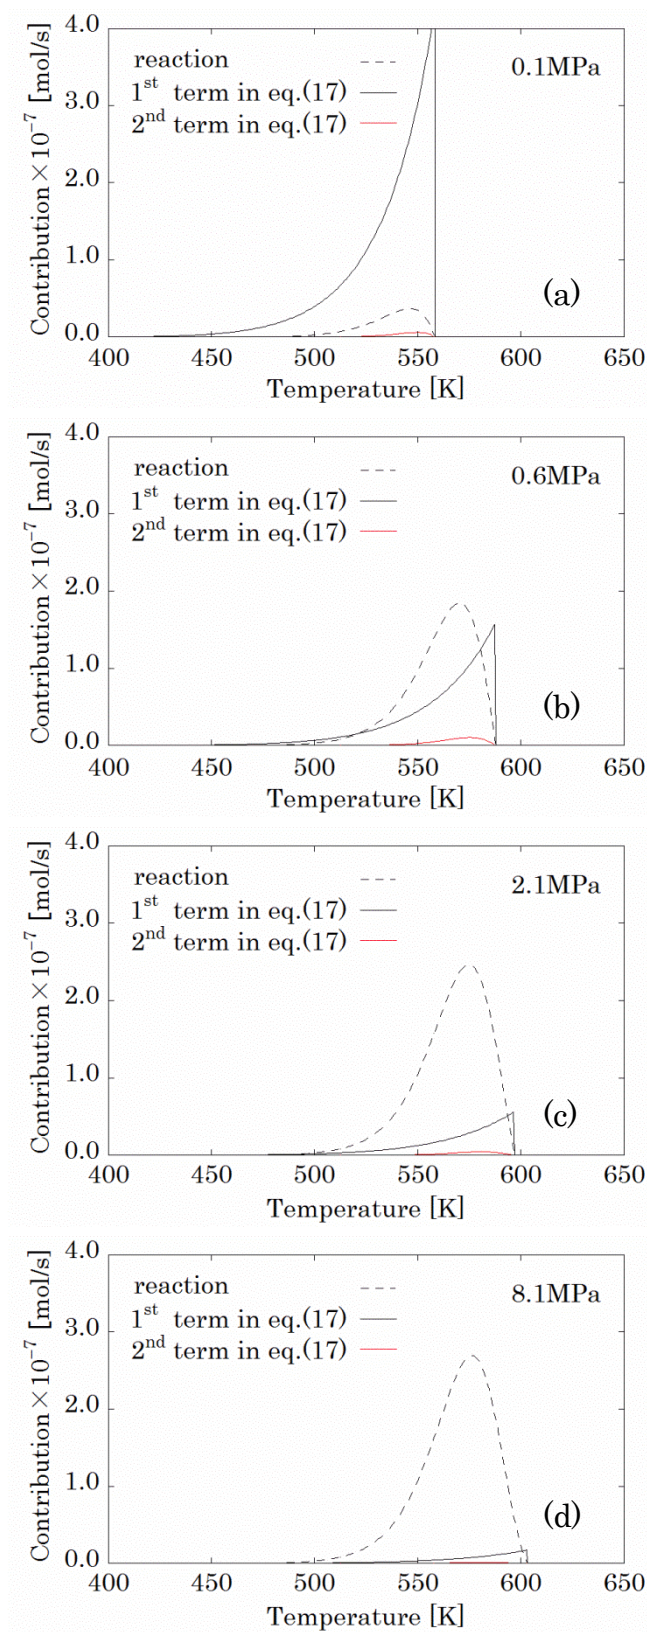 4.0
reaction
0.1MPa
1st term in eq.(17)
3.0
2nd term in eq.(17)
2.0
1.0
(a)
0.0
400 450 500 550 600 650
Contribution×10−7 [mol/s]
Temperature [K]
4.0
reaction
0.6MPa
1st term in eq.(17)
3.0
2nd term in eq.(17)
2.0
1.0
(b)
0.0
400 450 500 550 600 650
Contribution×10−7 [mol/s]
Temperature [K]
4.0
reaction
2.1MPa
1st term in eq.(17)
3.0
2nd term in eq.(17)
2.0
1.0
(c)
0.0
400 450 500 550 600 650
Contribution×10−7 [mol/s]
Temperature [K]
4.0
reaction
8.1MPa
1st term in eq.(17)
3.0
2nd term in eq.(17)
2.0
1.0
(d)
0.0
400 450 500 550 600 650
Contribution×10−7 [mol/s]
Temperature [K]